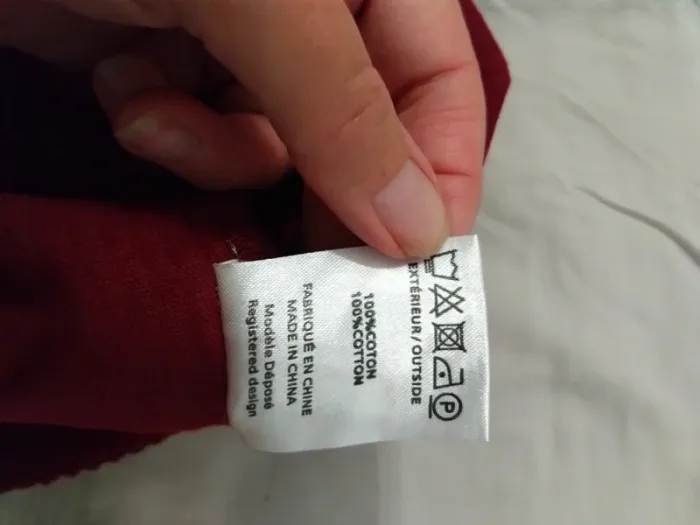 P
EXTÉRIEUR/OUTSIDE
100%COTON
100%COTTON
FABRIQUÉ EN CHINE
MADE IN CHINA
Modèle Déposé
Registered design